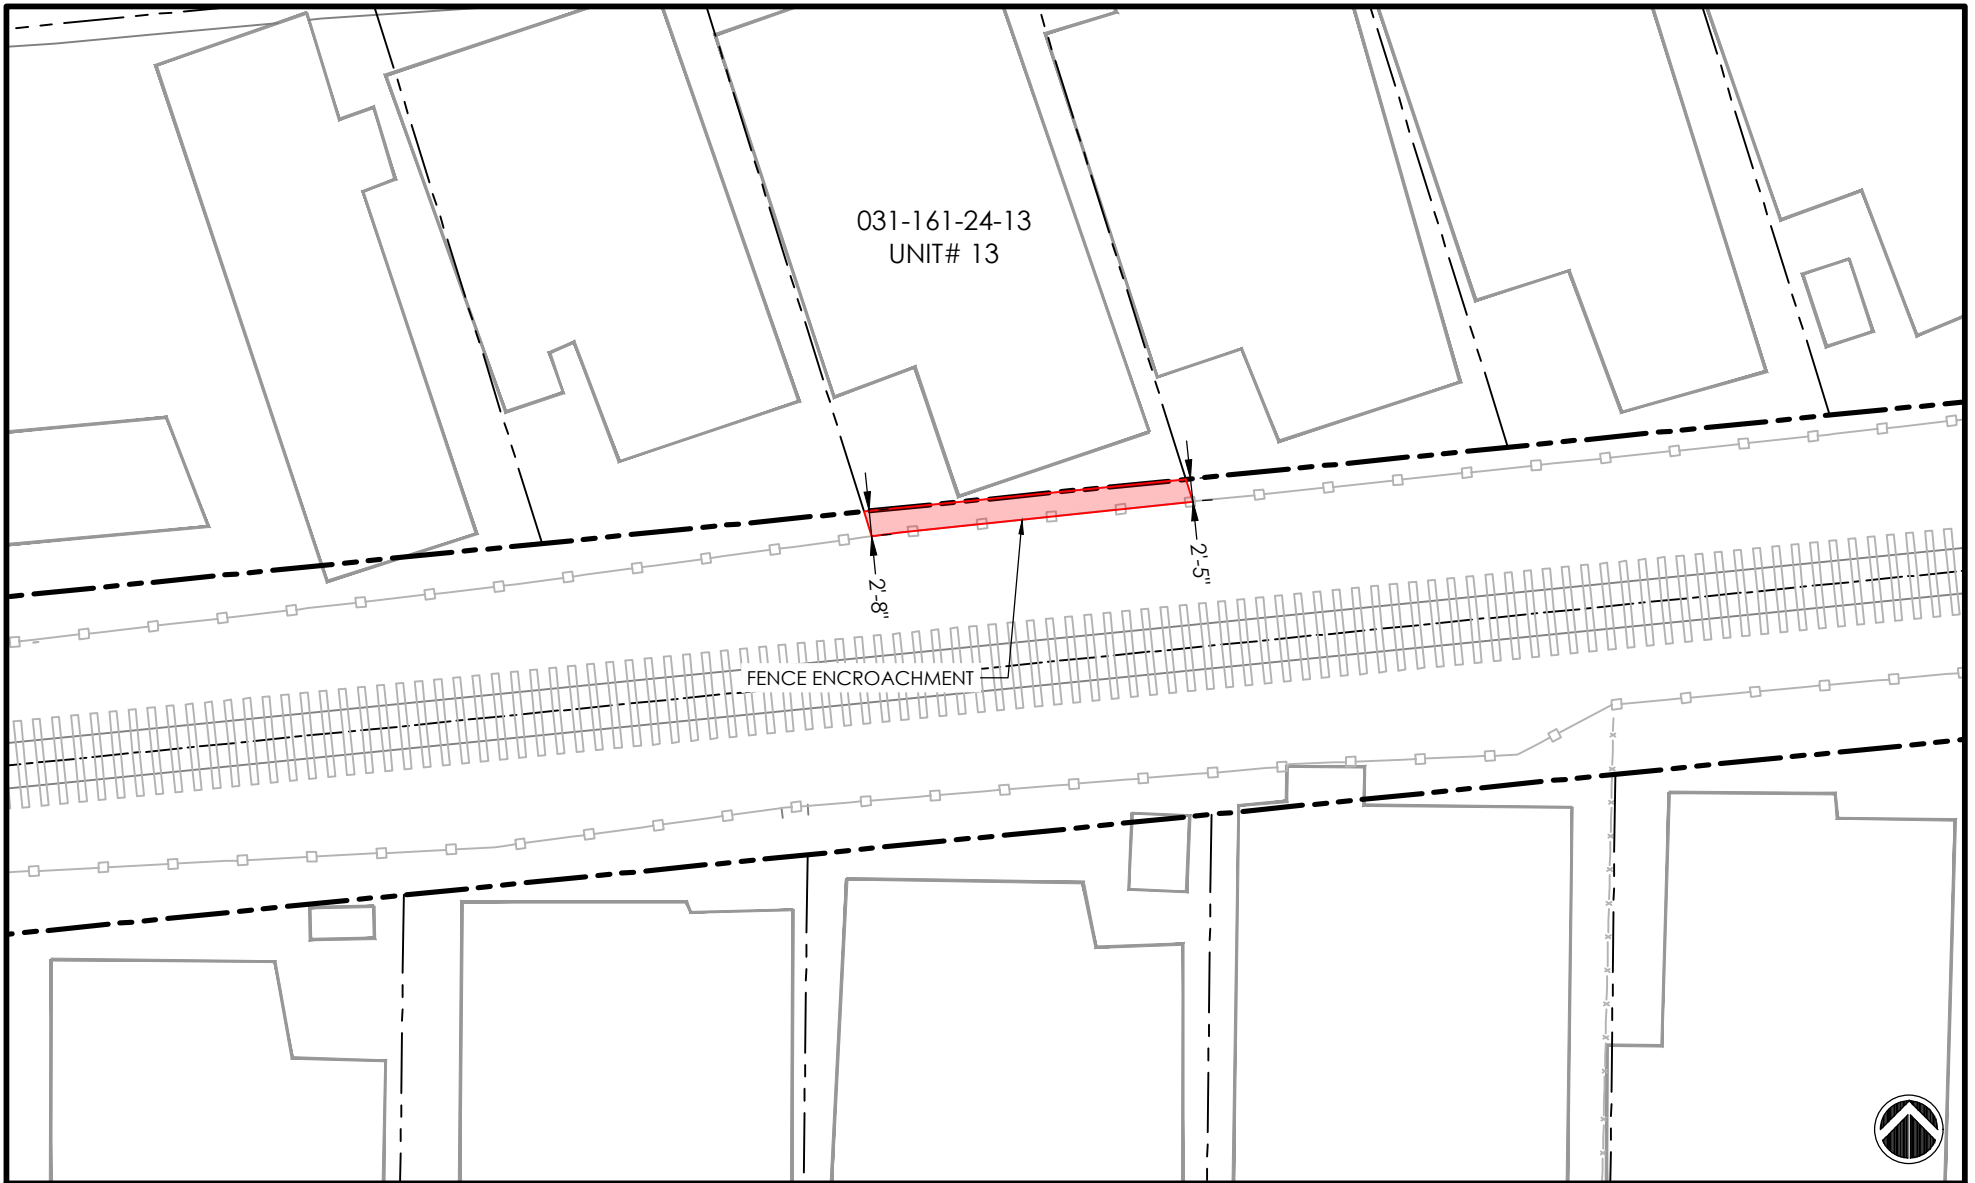 031-161-24-13
UNIT# 13
2'-5"
2'-8"
FENCE ENCROACHMENT